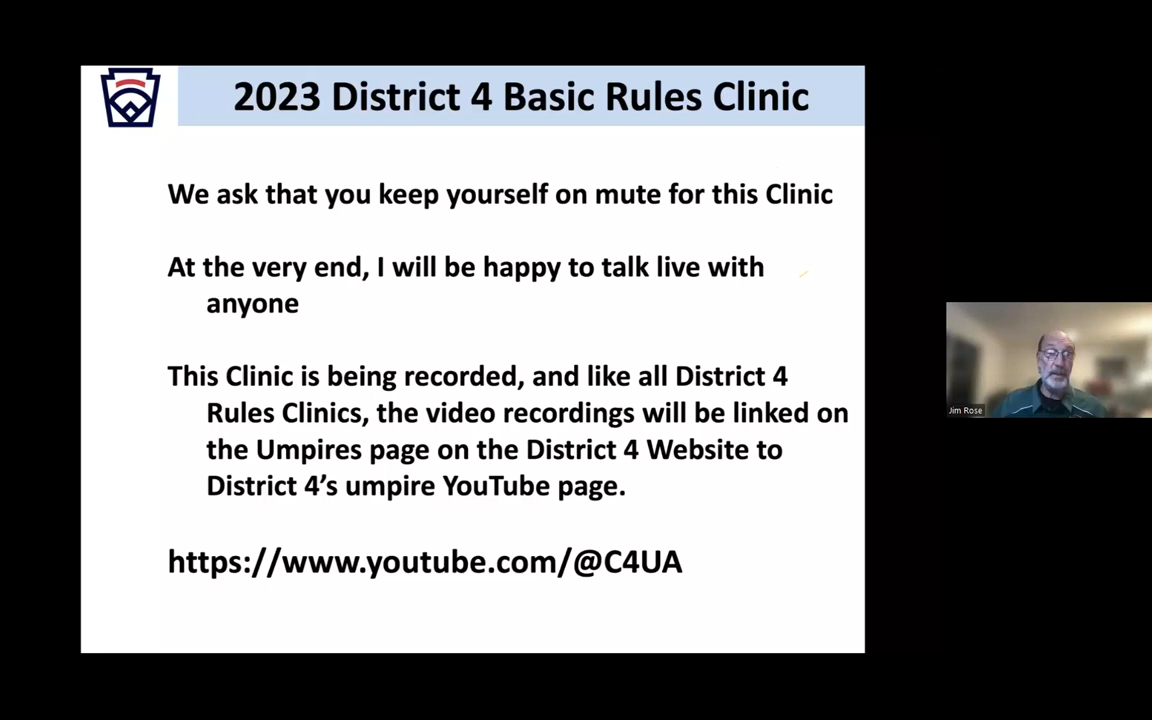 2023 District 4 Basic Rules Clinic
We ask that you keep yourself on mute for this Clinic
At the very end, I will be happy to talk live with
anyone
This Clinic is being recorded, and like all District 4
Rules Clinics, the video recordings will be linked on
the Umpires page on the District 4 Website to
District 4’s umpire YouTube page.
https://www.youtube.com/@C4UA
Jim Rose